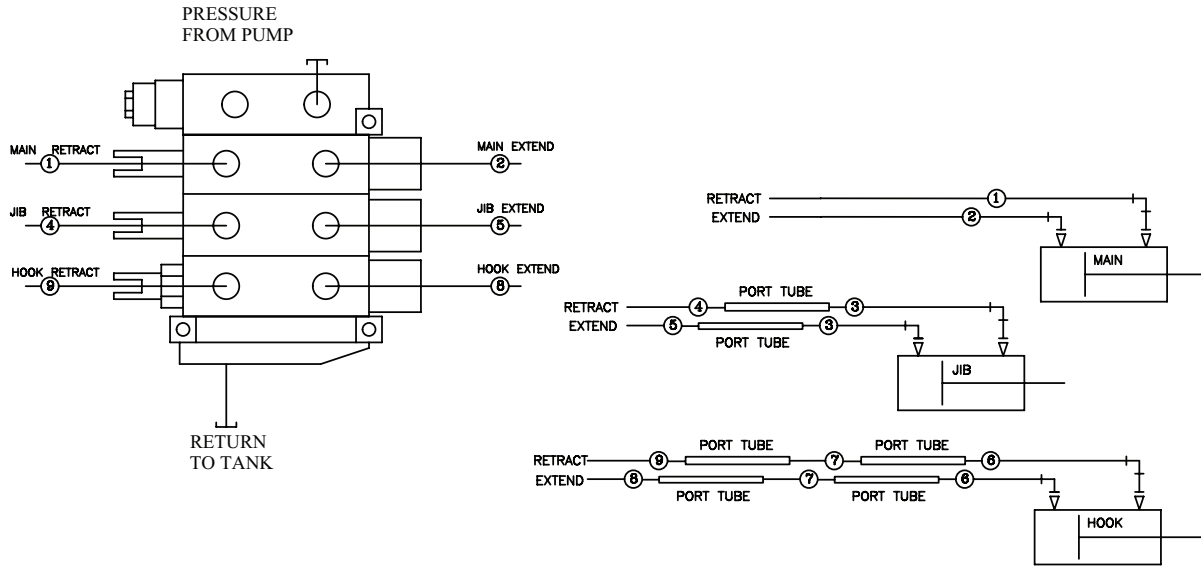 PRESSURE
FROM PUMP
MAIN RETRACT
1
MAIN EXTEND
2
JIB RETRACT
4
JIB EXTEND
5
HOOK RETRACT
9
HOOK EXTEND
8
RETURN
TO TANK
RETRACT 1
EXTEND 2
MAIN
PORT TUBE
RETRACT 4 3
EXTEND 5 3
PORT TUBE
JIB
PORT TUBE PORT TUBE
RETRACT 9 7 6
EXTEND 8 7 6
PORT TUBE PORT TUBE
HOOK